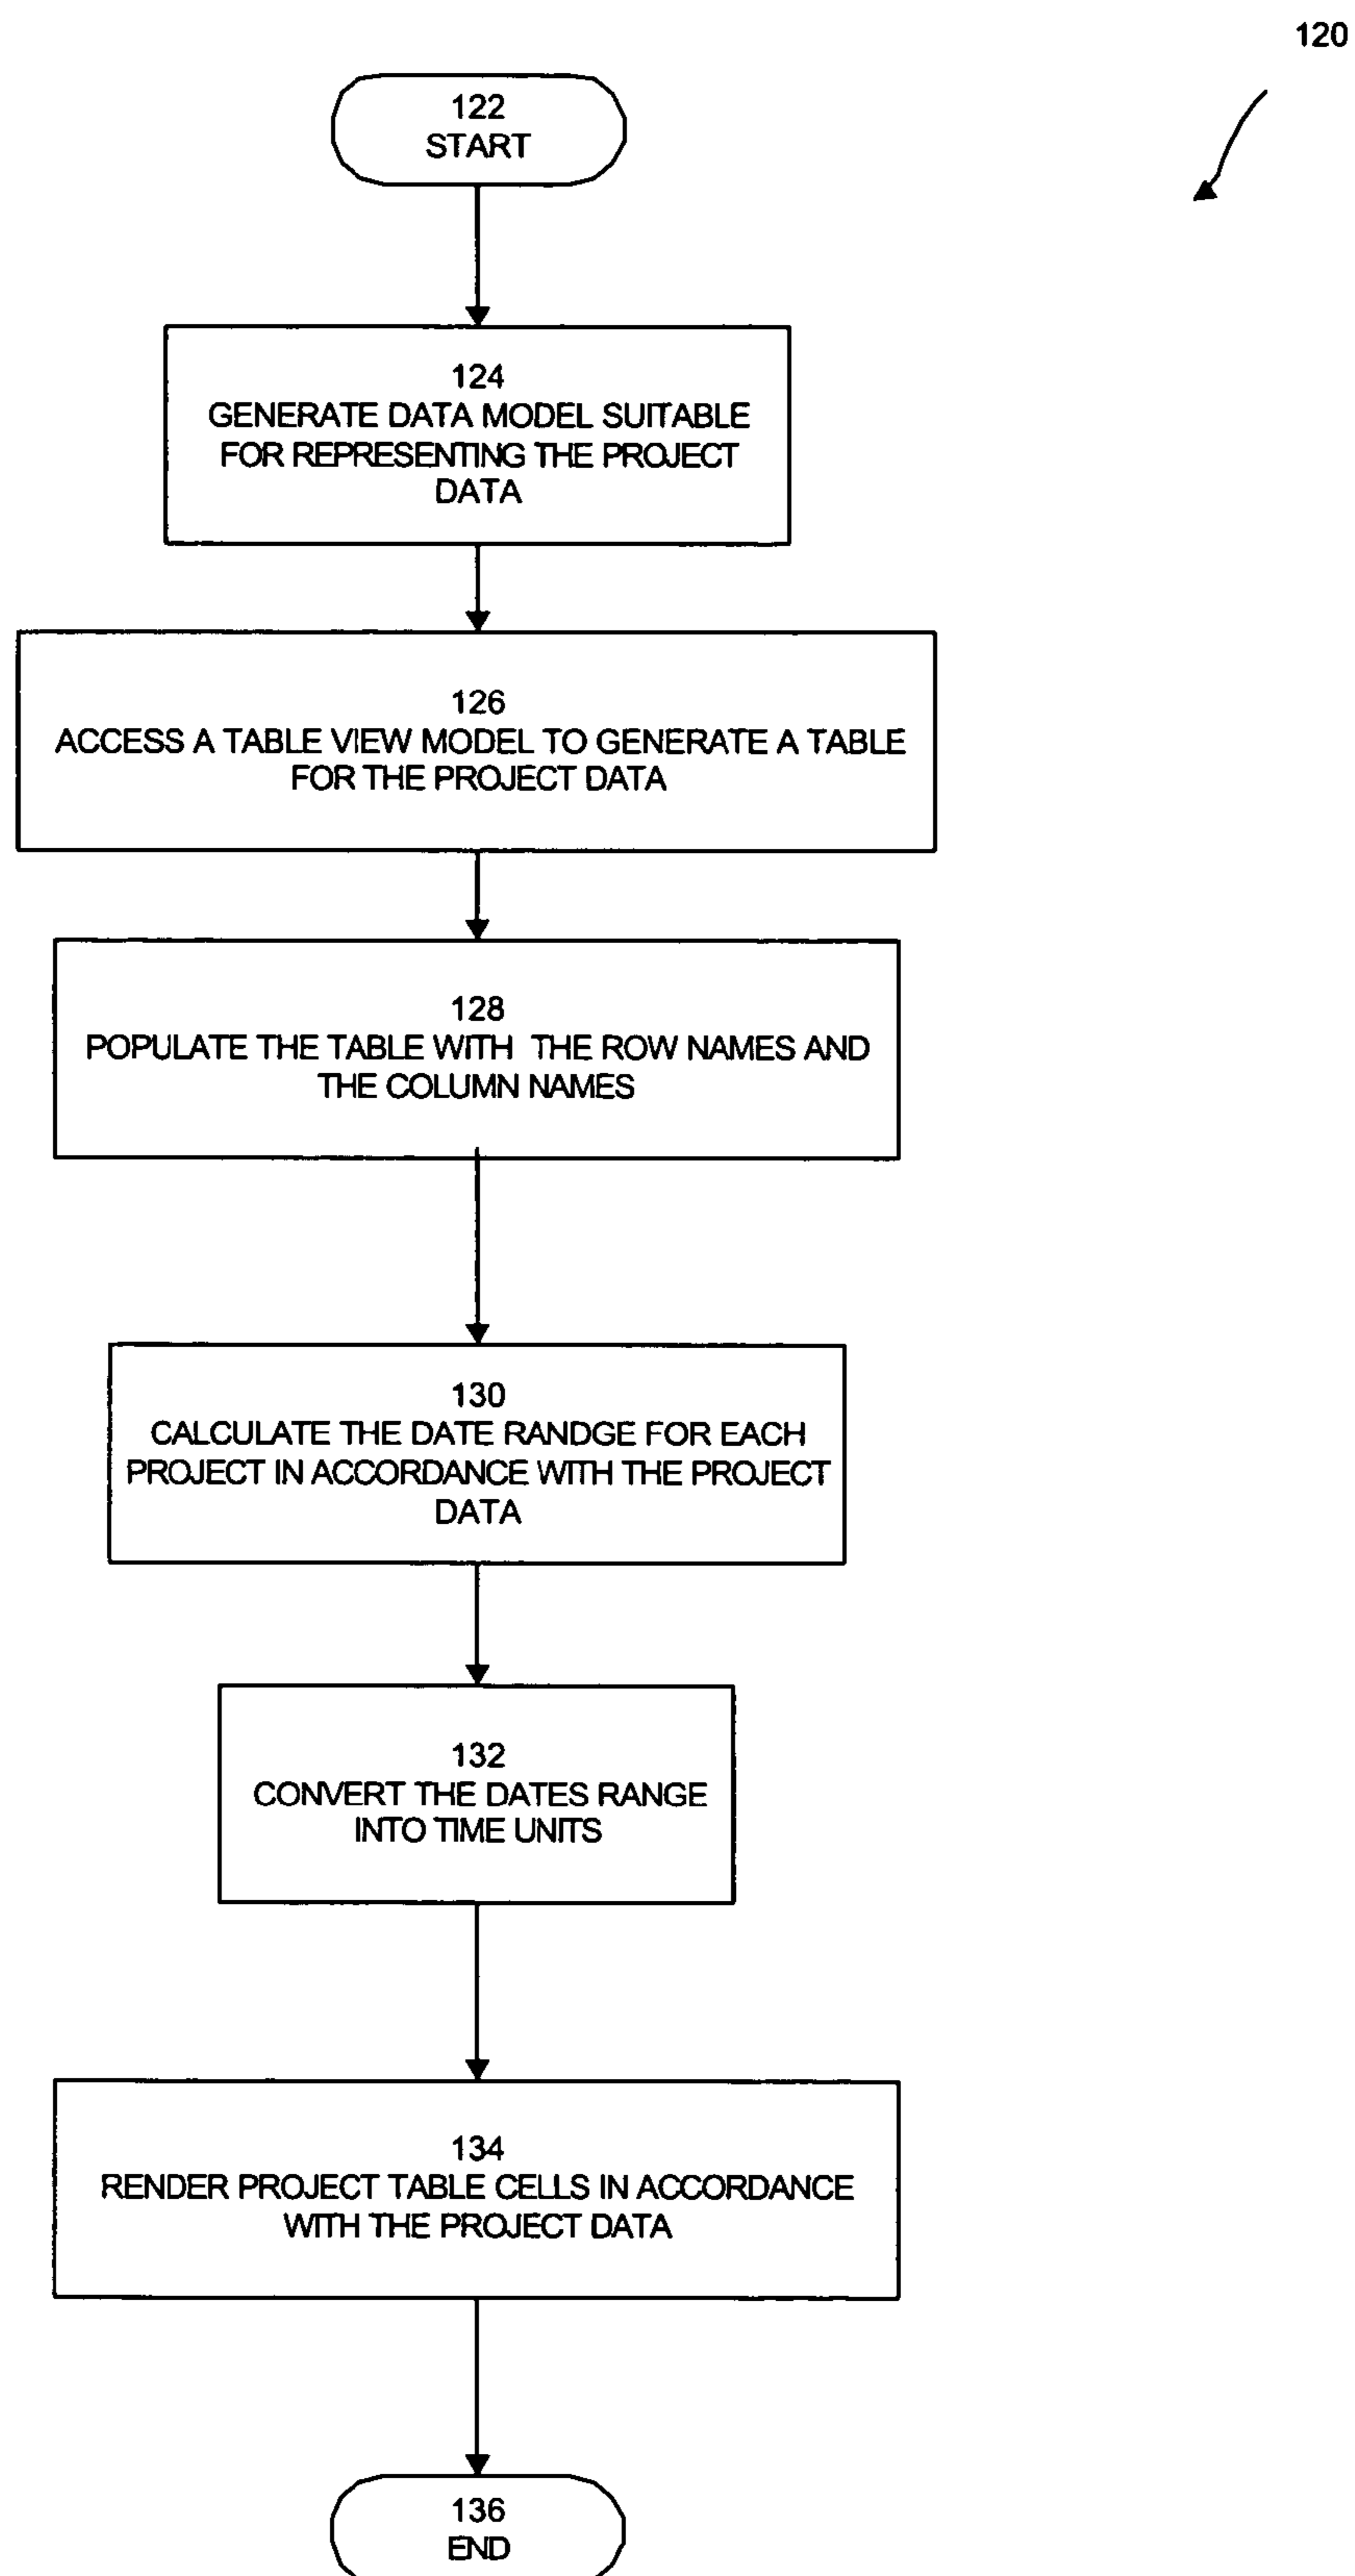 120
122
START
124
GENERATE DATA MODEL SUITABLE
FOR REPRESENTING THE PROJECT
DATA
126
ACCESS A TABLE VIEW MODEL TO GENERATE A TABLE
FOR THE PROJECT DATA
128
POPULATE THE TABLE WITH THE ROW NAMES AND
THE COLUMN NAMES
130
CALCULATE THE DATE RANDGE FOR EACH
PROJECT IN ACCORDANCE WITH THE PROJECT
DATA
132
CONVERT THE DATES RANGE
INTO TIME UNITS
134
RENDER PROJECT TABLE CELLS IN ACCORDANCE
WITH THE PROJECT DATA
136
END